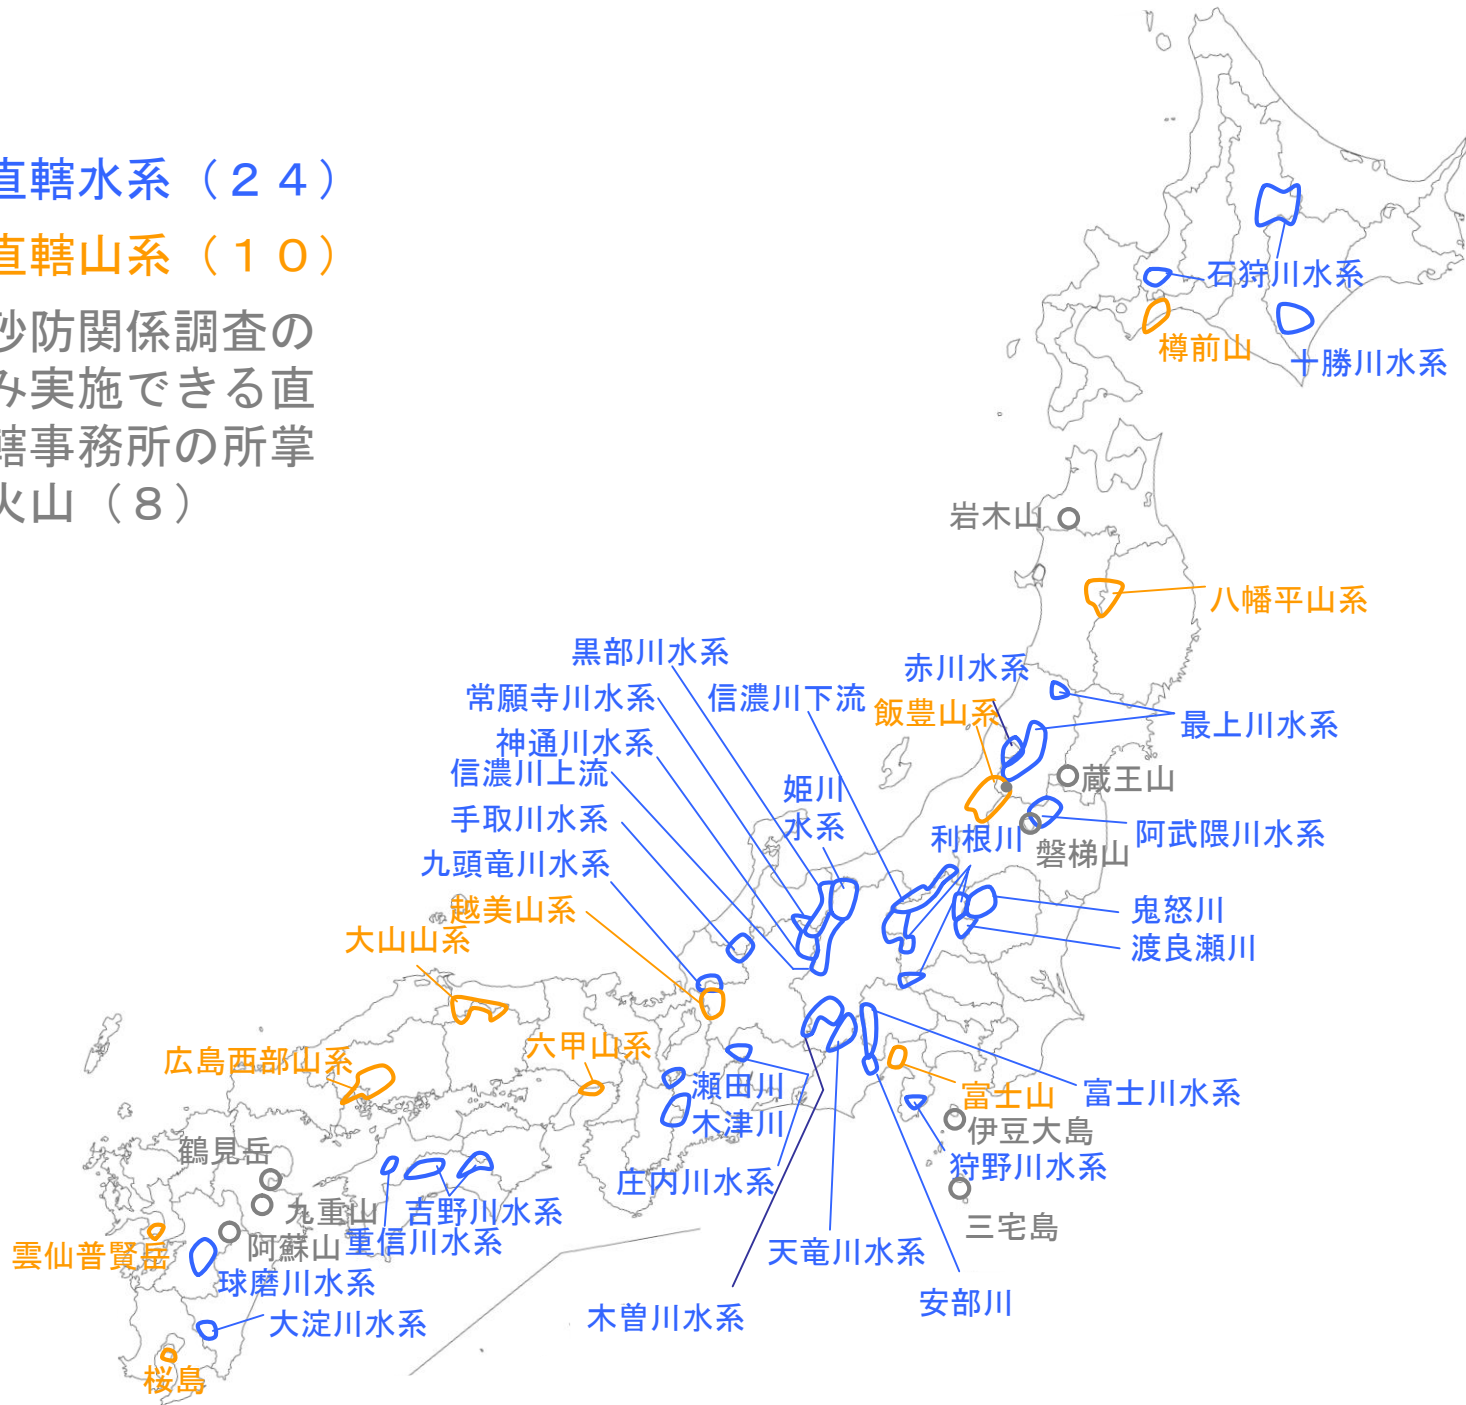 直轄水系（２４）
直轄山系（１０）
砂防関係調査の
み実施できる直
轄事務所の所掌
火山（８）
石狩川水系
樽前山
十勝川水系
岩木山
八幡平山系
黒部川水系
赤川水系
常願寺川水系
信濃川下流
飯豊山系
最上川水系
神通川水系
信濃川上流
蔵王山
姫川
水系
手取川水系
利根川
阿武隈川水系
磐梯山
九頭竜川水系
越美山系
鬼怒川
大山山系
渡良瀬川
広島西部山系
六甲山系
瀬田川
富士山
富士川水系
木津川
伊豆大島
鶴見岳
狩野川水系
庄内川水系
九重山
吉野川水系
三宅島
阿蘇山
重信川水系
雲仙普賢岳
天竜川水系
球磨川水系
安部川
木曽川水系
大淀川水系
桜島